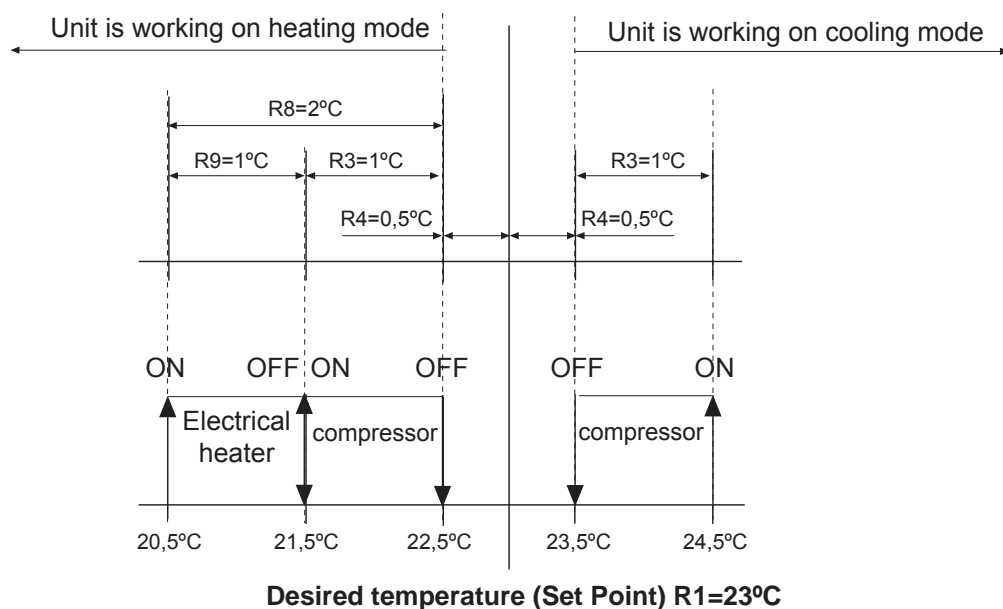 Unit is working on heating mode
Unit is working on cooling mode
R8=2ºC
R9=1ºC
R3=1ºC
R3=1ºC
R4=0,5ºC
R4=0,5ºC
ON
OFF
ON
OFF
OFF
ON
Electrical
heater
compressor
compressor
20,5ºC
21,5ºC
22,5ºC
23,5ºC
24,5ºC
Desired temperature (Set Point) R1=23ºC